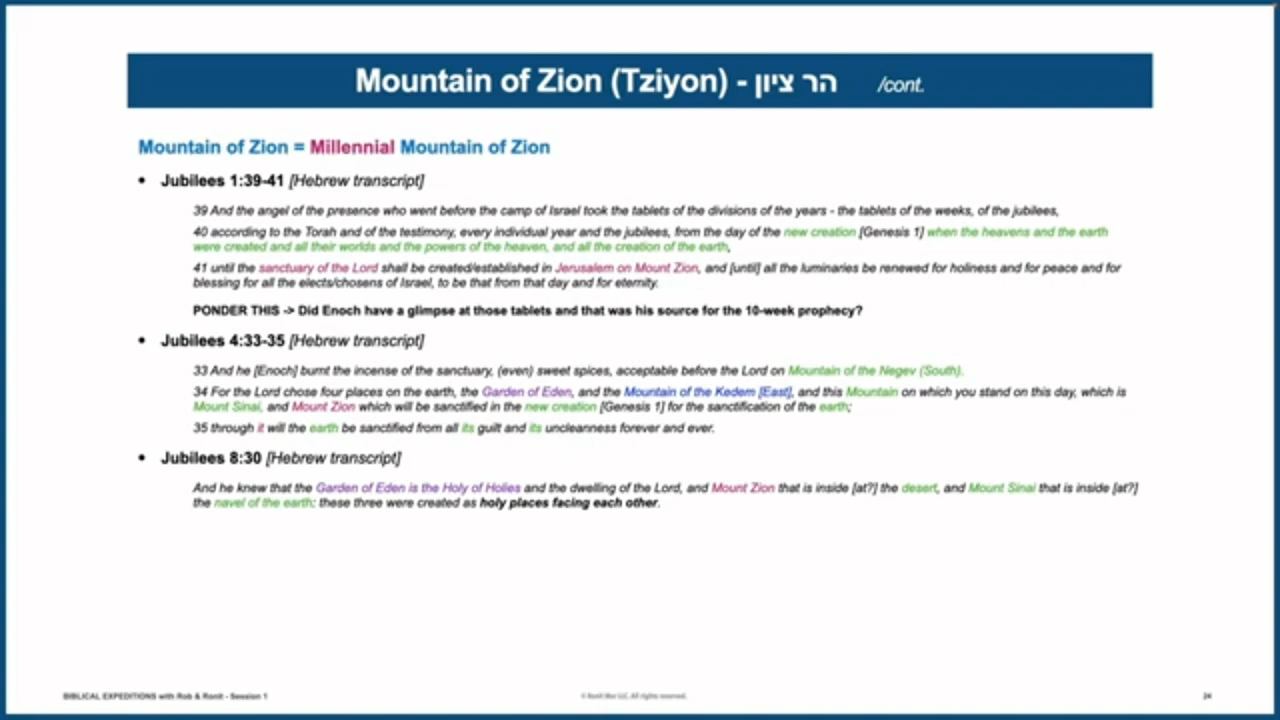 Mountain of Zion (Tziyon) - הר ציון /cont.
Mountain of Zion = Millennial Mountain of Zion
• Jubilees 1:39-41 [Hebrew transcript]
39 And the angel of the presence who went before the camp of Israel took the tablets of the divisions of the years - the tablets of the weeks, of the jubilees,
40 according to the Torah and of the testimony, every individual year and the jubilees, from the day of the new creation [Genesis 1] when the heavens and the earth
were created and all their worlds and the powers of the heaven, and all the creation of the earth,
41 until the sanctuary of the Lord shall be created/established in Jerusalem on Mount Zion, and [until] all the luminaries be renewed for holiness and for peace and for
blessing for all the elects/chosens of Israel, to be that from that day and for eternity.
PONDER THIS -> Did Enoch have a glimpse at those tablets and that was his source for the 10-week prophecy?
• Jubilees 4:33-35 [Hebrew transcript]
33 And he [Enoch] burnt the incense of the sanctuary, (even) sweet spices, acceptable before the Lord on Mountain of the Negev (South).
34 For the Lord chose four places on the earth, the Garden of Eden, and the Mountain of the Kedem [East], and this Mountain on which you stand on this day, which is
Mount Sinai, and Mount Zion which will be sanctified in the new creation [Genesis 1] for the sanctification of the earth;
35 through it will the earth be sanctified from all its guilt and its uncleanness forever and ever.
• Jubilees 8:30 [Hebrew transcript]
And he knew that the Garden of Eden is the Holy of Holies and the dwelling of the Lord, and Mount Zion that is inside [at?] the desert, and Mount Sinai that is inside [at?]
the navel of the earth: these three were created as holy places facing each other.
BIBLICAL EXPEDITIONS with Rob & Ronit - Session 1
© Ronit Mor LLC. All rights reserved.
24